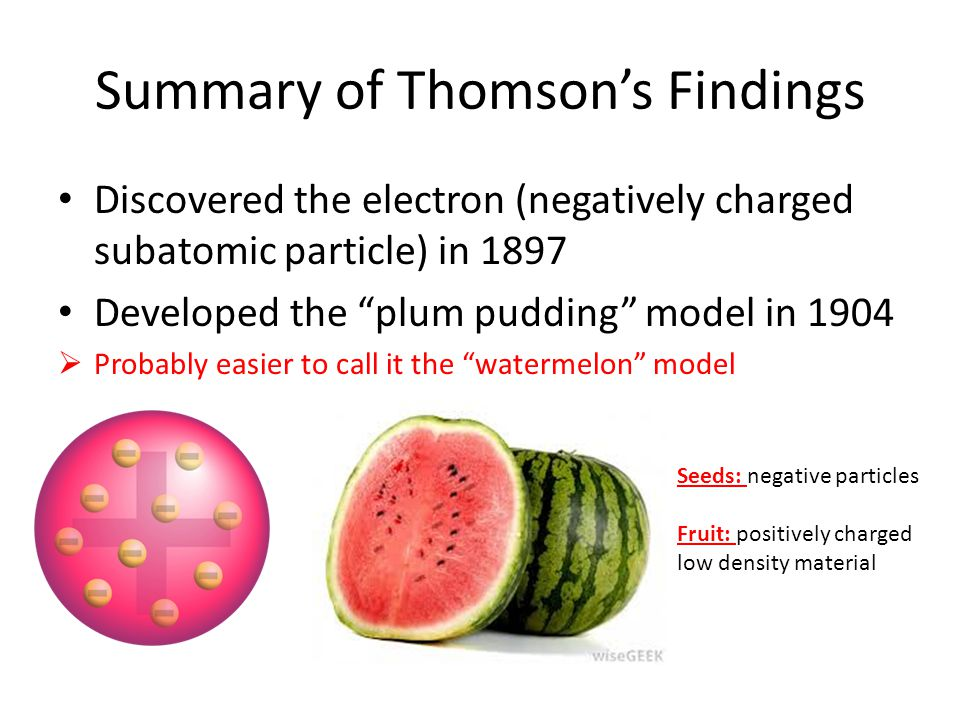 Summary of Thomson’s Findings
• Discovered the electron (negatively charged
subatomic particle) in 1897
• Developed the “plum pudding” model in 1904
➢ Probably easier to call it the “watermelon” model
Seeds: negative particles
Fruit: positively charged
low density material
wiseGEEK